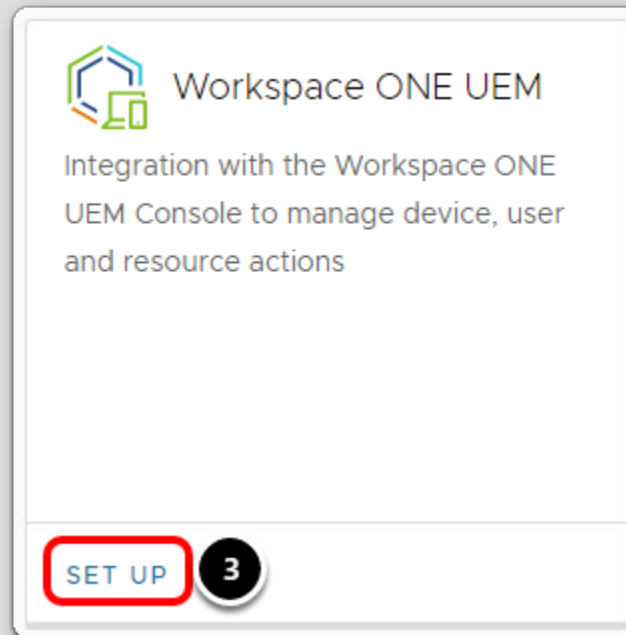 Workspace ONE UEM
Integration with the Workspace ONE
UEM Console to manage device, user
and resource actions
SET UP
3